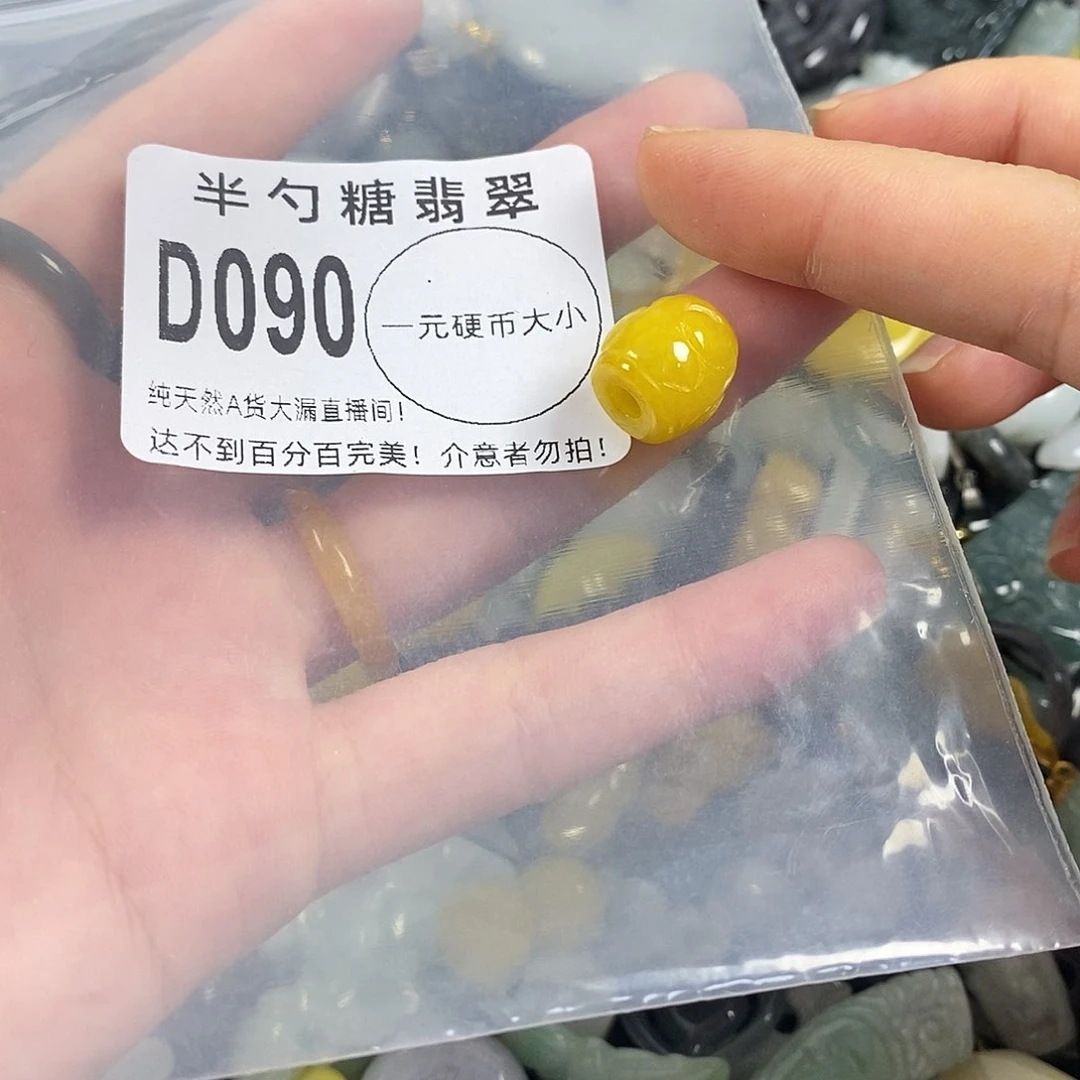 半勺糖翡翠
D090
一元硬币大小
纯天然A货大漏直播间！
达不到百分百完美！介意者勿拍！